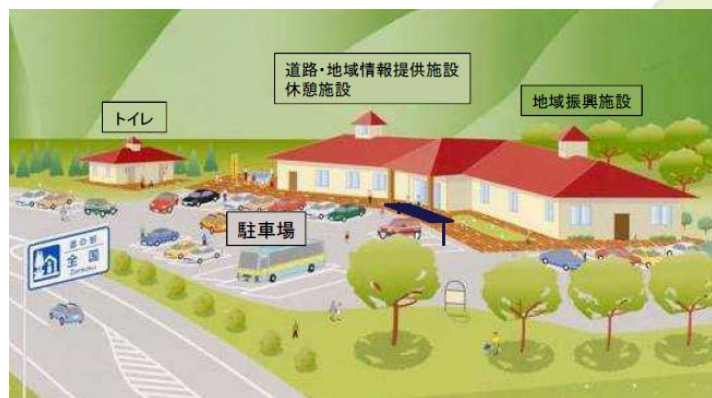 道路・地域情報提供施設
休憩施設
地域振興施設
トイレ
駐車場
道の駅
全国
Zenkoku